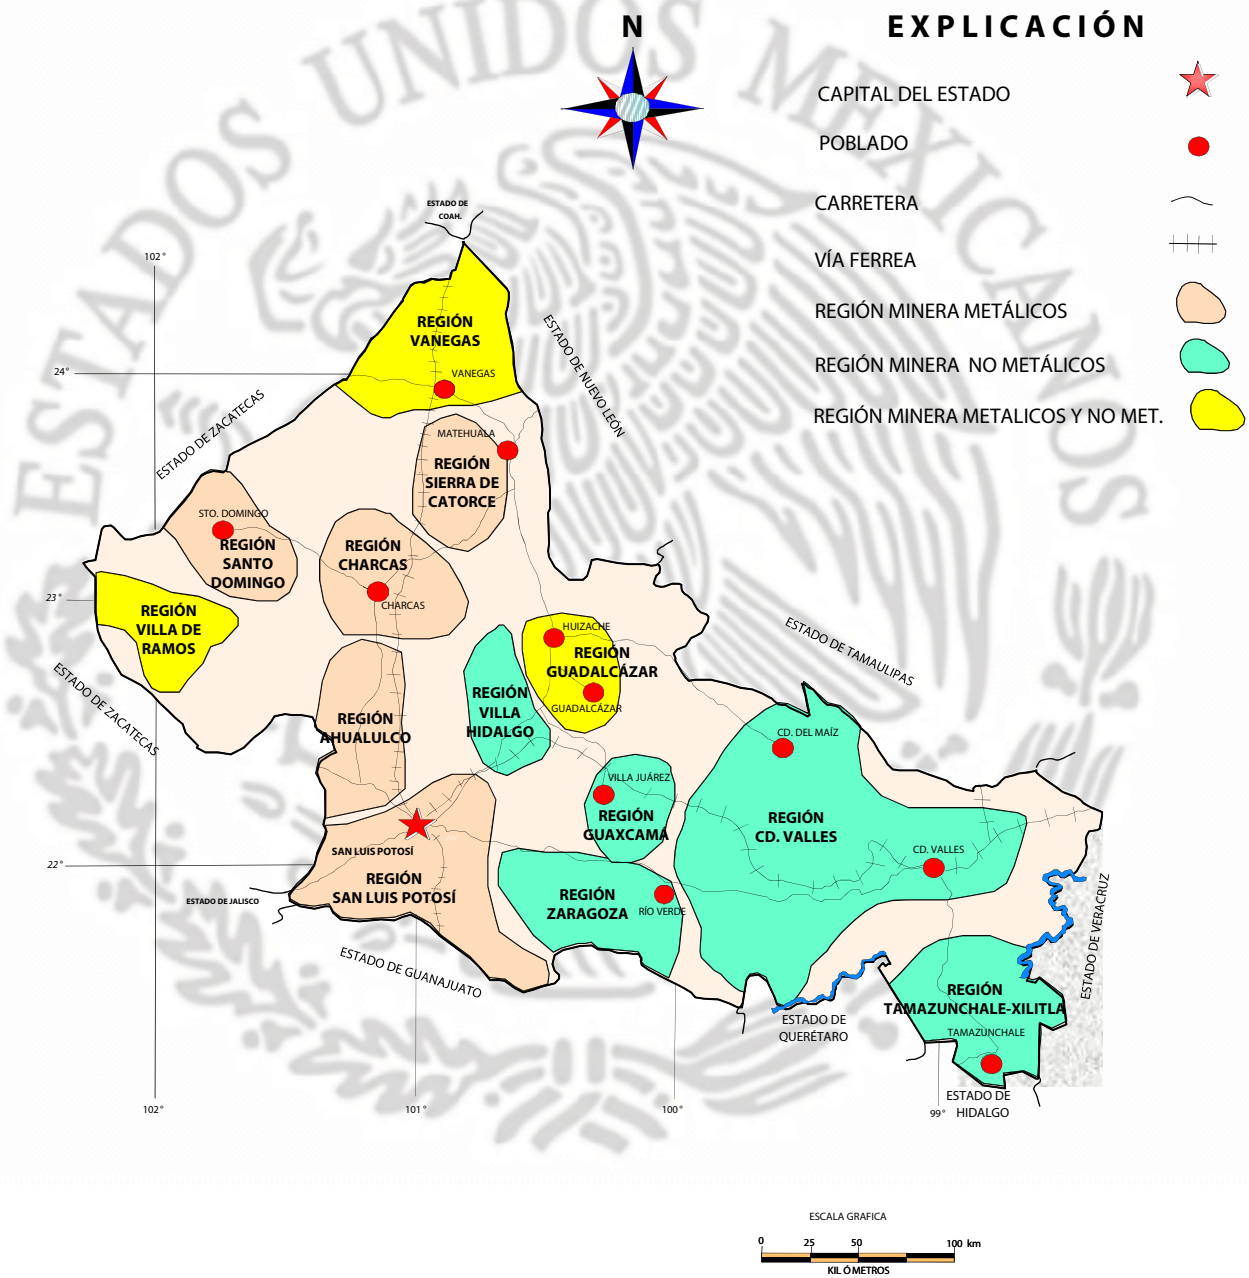 ESTADOS UNIDOS MEXICANOS
N
EXPLICACIÓN
CAPITAL DEL ESTADO
POBLADO
CARRETERA
VÍA FERREA
REGIÓN MINERA METÁLICOS
REGIÓN MINERA NO METÁLICOS
REGIÓN MINERA METALICOS Y NO MET.
ESTADO DE
COAH.
102°
24°
23°
22°
REGIÓN
VANEGAS
VANEGAS
ESTADO DE NUEVO LEÓN
ESTADO DE ZACATECAS
MATEHUALA
REGIÓN
SIERRA DE
CATORCE
STO. DOMINGO
REGIÓN
SANTO
DOMINGO
REGIÓN
CHARCAS
CHARCAS
REGIÓN
VILLA DE
RAMOS
ESTADO DE ZACATECAS
HUIZACHE
REGIÓN
GUADALCÁZAR
GUADALCÁZAR
ESTADO DE TAMAULIPAS
REGIÓN
VILLA
HIDALGO
REGIÓN
AHUALULCO
CD. DEL MAÍZ
VILLA JUÁREZ
REGIÓN
GUAXCAMÁ
REGIÓN
CD. VALLES
CD. VALLES
SAN LUIS POTOSÍ
REGIÓN
SAN LUIS POTOSÍ
REGIÓN
ZARAGOZA
RÍO VERDE
ESTADO DE JALISCO
ESTADO DE GUANAJUATO
ESTADO DE VERACRUZ
REGIÓN
TAMAZUNCHALE-XILITLA
TAMAZUNCHALE
ESTADO DE
QUERÉTARO
ESTADO DE
HIDALGO
102°
101°
100°
99°
ESCALA GRAFICA
0 25 50 100 km
KILÓMETROS